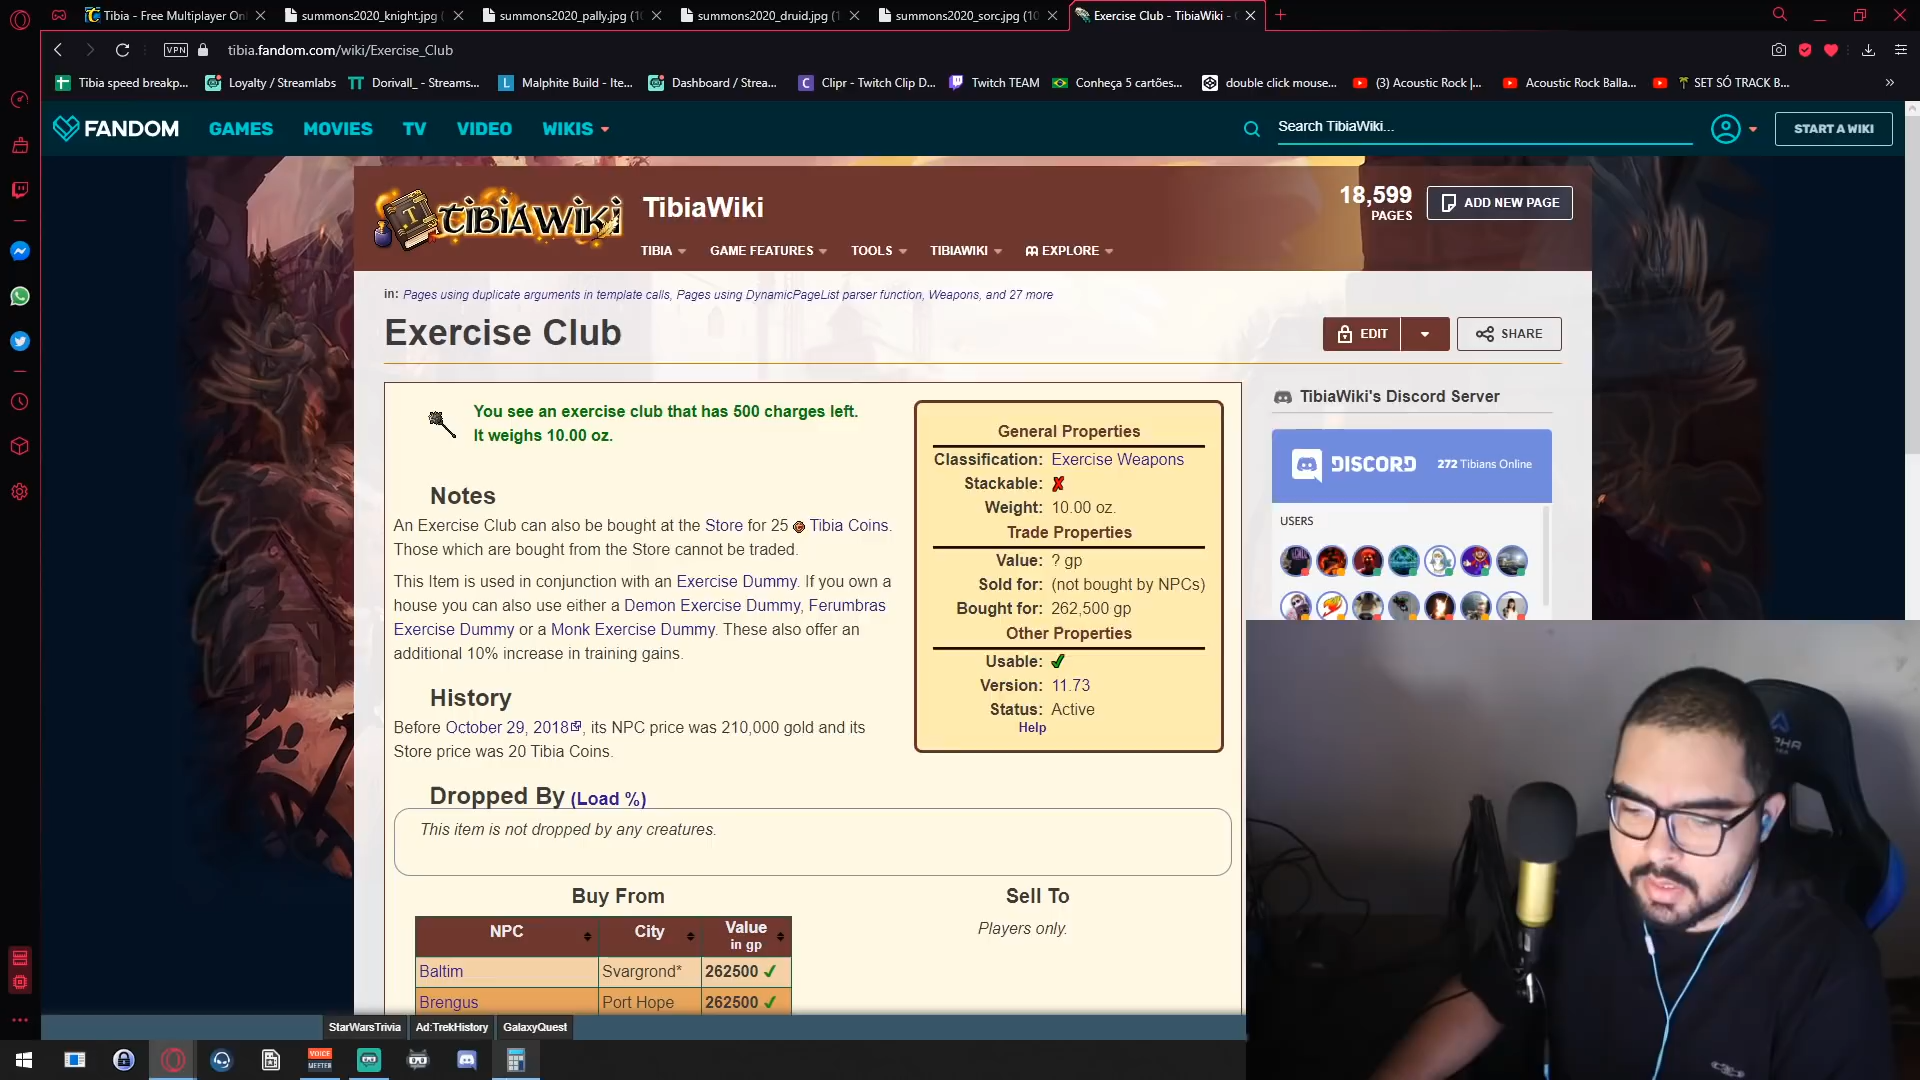 Tibia - Free Multiplayer Onl
summons2020_knight.jpg (
summons2020_pally.jpg (1
summons2020_druid.jpg (1
summons2020_sorc.jpg (10
Exercise Club - TibiaWiki -
VPN
tibia.fandom.com/wiki/Exercise_Club
Tibia speed breakp...
Loyalty / Streamlabs
Dorivall_ - Streams...
Malphite Build - Ite...
Dashboard / Strea...
Clipr - Twitch Clip D...
Twitch TEAM
Conheça 5 cartões...
double click mouse...
(3) Acoustic Rock |...
Acoustic Rock Balla...
SET SÓ TRACK B...
FANDOM
GAMES
MOVIES
TV
VIDEO
WIKIS
Search TibiaWiki...
START A WIKI
TIBIAWIKI
TibiaWiki
18,599
PAGES
ADD NEW PAGE
TIBIA
GAME FEATURES
TOOLS
TIBIAWIKI
EXPLORE
in: Pages using duplicate arguments in template calls, Pages using DynamicPageList parser function, Weapons, and 27 more
Exercise Club
EDIT
SHARE
You see an exercise club that has 500 charges left.
It weighs 10.00 oz.
Notes
An Exercise Club can also be bought at the Store for 25 Tibia Coins.
Those which are bought from the Store cannot be traded.
This Item is used in conjunction with an Exercise Dummy. If you own a
house you can also use either a Demon Exercise Dummy, Ferumbras
Exercise Dummy or a Monk Exercise Dummy. These also offer an
additional 10% increase in training gains.
History
Before October 29, 2018, its NPC price was 210,000 gold and its
Store price was 20 Tibia Coins.
General Properties
Classification: Exercise Weapons
Stackable: ✗
Weight: 10.00 oz.
Trade Properties
Value: ? gp
Sold for: (not bought by NPCs)
Bought for: 262,500 gp
Other Properties
Usable: ✓
Version: 11.73
Status: Active
Help
TibiaWiki's Discord Server
DISCORD
272 Tibians Online
USERS
Dropped By (Load %)
This item is not dropped by any creatures.
Buy From
Sell To
NPC
City
Value
in gp
Players only.
Baltim
Svargrond*
262500 ✓
Brengus
Port Hope
262500 ✓
StarWarsTrivia
Ad:TrekHistory
GalaxyQuest
VOICE
MEETER